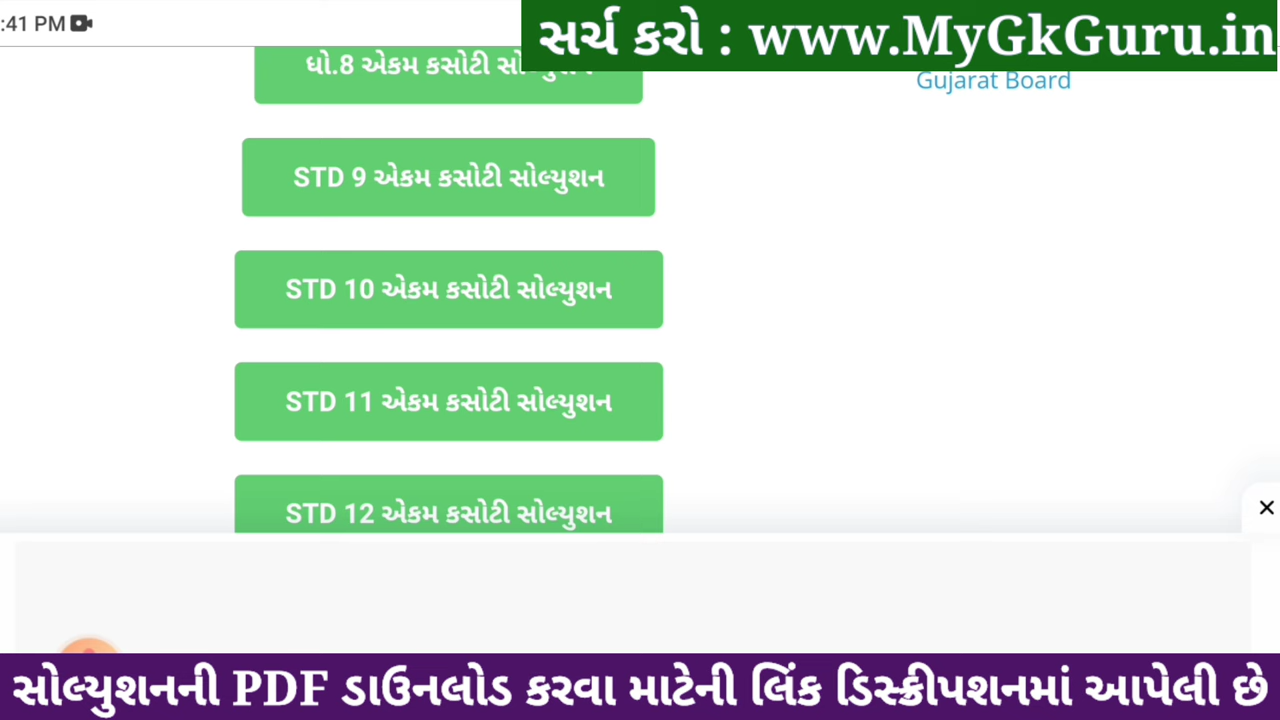 :41 PM
સર્ચ કરો : www.MyGkGuru.in
ધો.8 એકમ કસોટી સોલ્યુશન
Gujarat Board
STD 9 એકમ કસોટી સોલ્યુશન
STD 10 એકમ કસોટી સોલ્યુશન
STD 11 એકમ કસોટી સોલ્યુશન
STD 12 એકમ કસોટી સોલ્યુશન
સોલ્યુશનની PDF ડાઉનલોડ કરવા માટેની લિંક ડિસ્ક્રીપશનમાં આપેલી છે